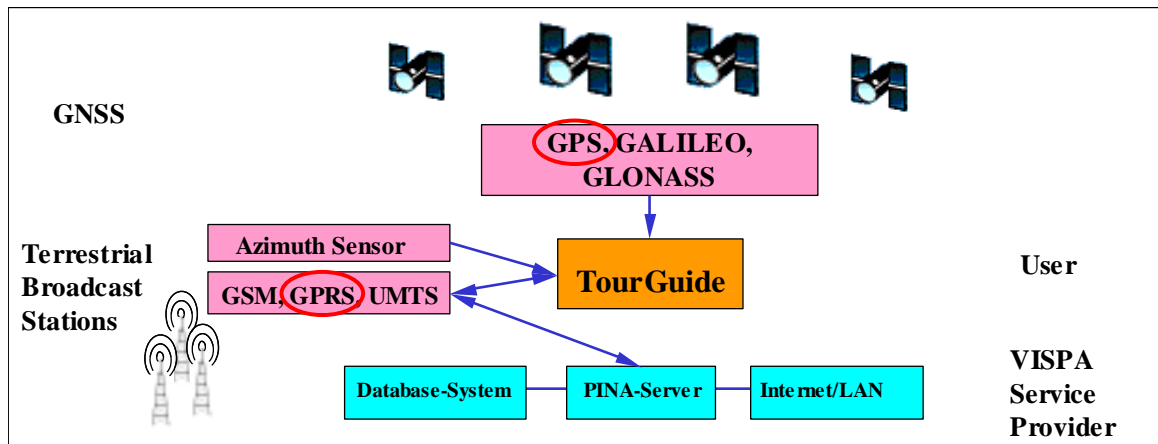 GNSS
GPS, GALILEO,
GLONASS
Terrestrial
Broadcast
Stations
Azimuth Sensor
GSM, GPRS, UMTS
TourGuide
User
Database-System
PINA-Server
Internet/LAN
VISPA
Service
Provider